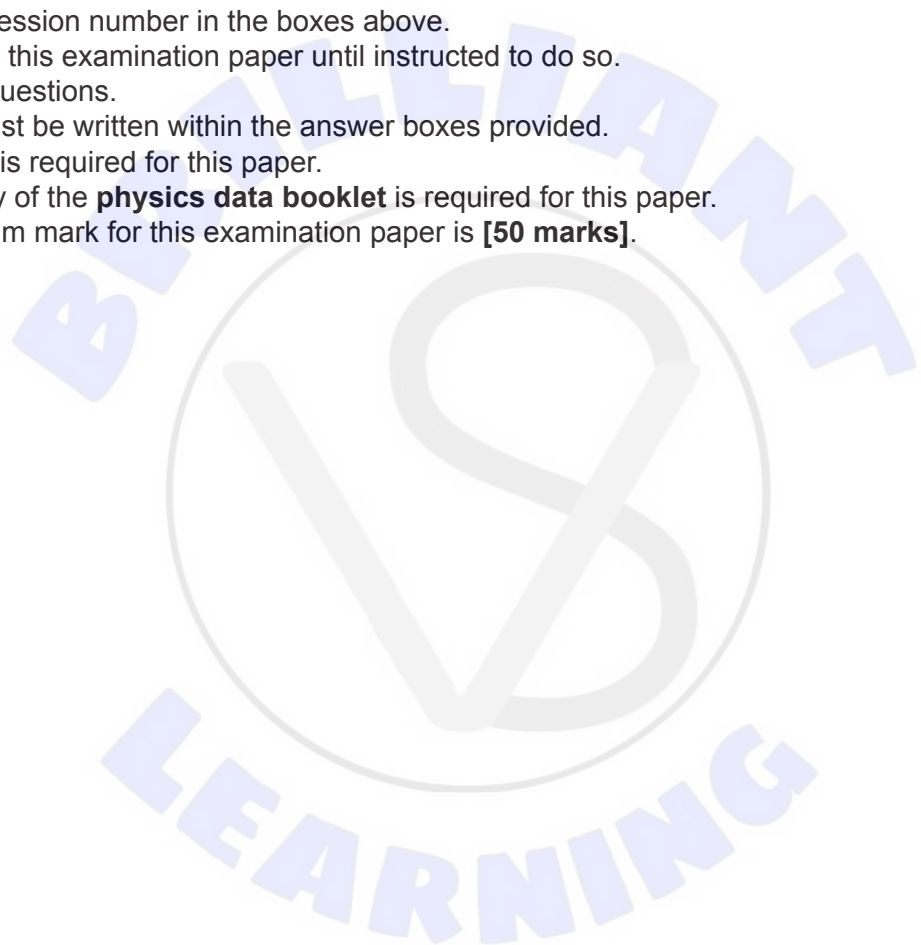 ession number in the boxes above.
this examination paper until instructed to do so.
uestions.
st be written within the answer boxes provided.
is required for this paper.
y of the physics data booklet is required for this paper.
m mark for this examination paper is [50 marks].
BRILLIANT
VS
LEARNING